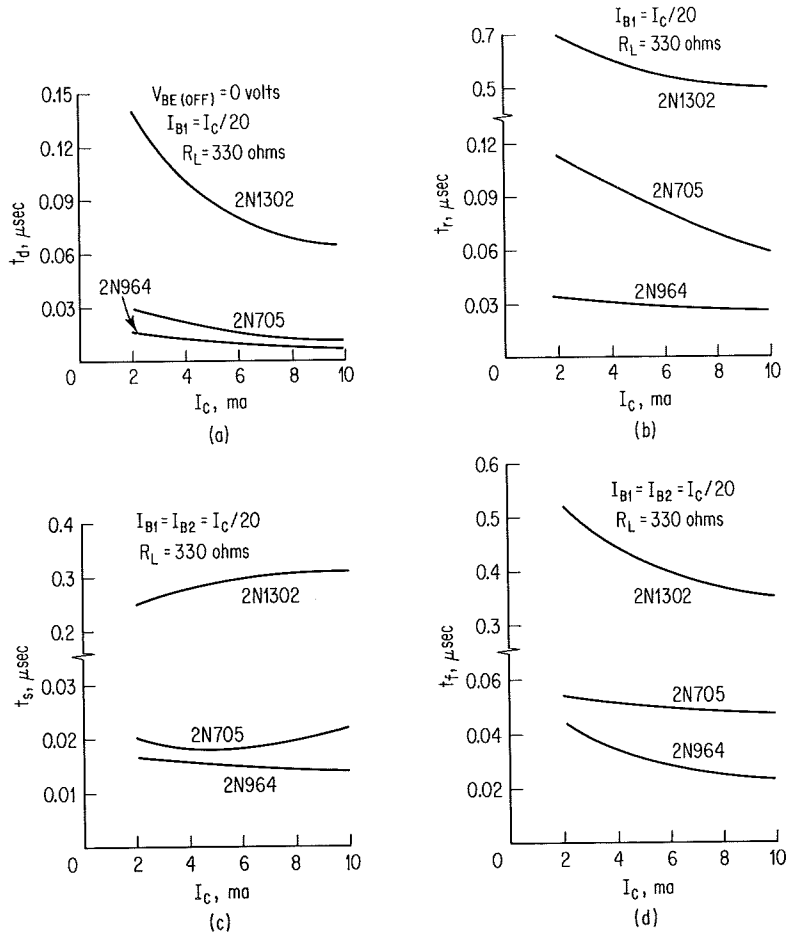 V_BE(OFF) = 0 volts
I_B1 = I_C/20
R_L = 330 ohms
0.15
0.12
0.09
0.06
0.03
0
t_d, μsec
2N1302
2N964
2N705
2 4 6 8 10
I_C, ma
(a)
I_B1 = I_C/20
R_L = 330 ohms
0.7
0.5
0.12
0.09
0.06
0.03
0
t_r, μsec
2N1302
2N705
2N964
2 4 6 8 10
I_C, ma
(b)
I_B1 = I_B2 = I_C/20
R_L = 330 ohms
0.4
0.3
0.2
0.03
0.02
0.01
0
t_s, μsec
2N1302
2N705
2N964
2 4 6 8 10
I_C, ma
(c)
I_B1 = I_B2 = I_C/20
R_L = 330 ohms
0.6
0.5
0.4
0.3
0.06
0.04
0.02
0
t_f, μsec
2N1302
2N705
2N964
2 4 6 8 10
I_C, ma
(d)